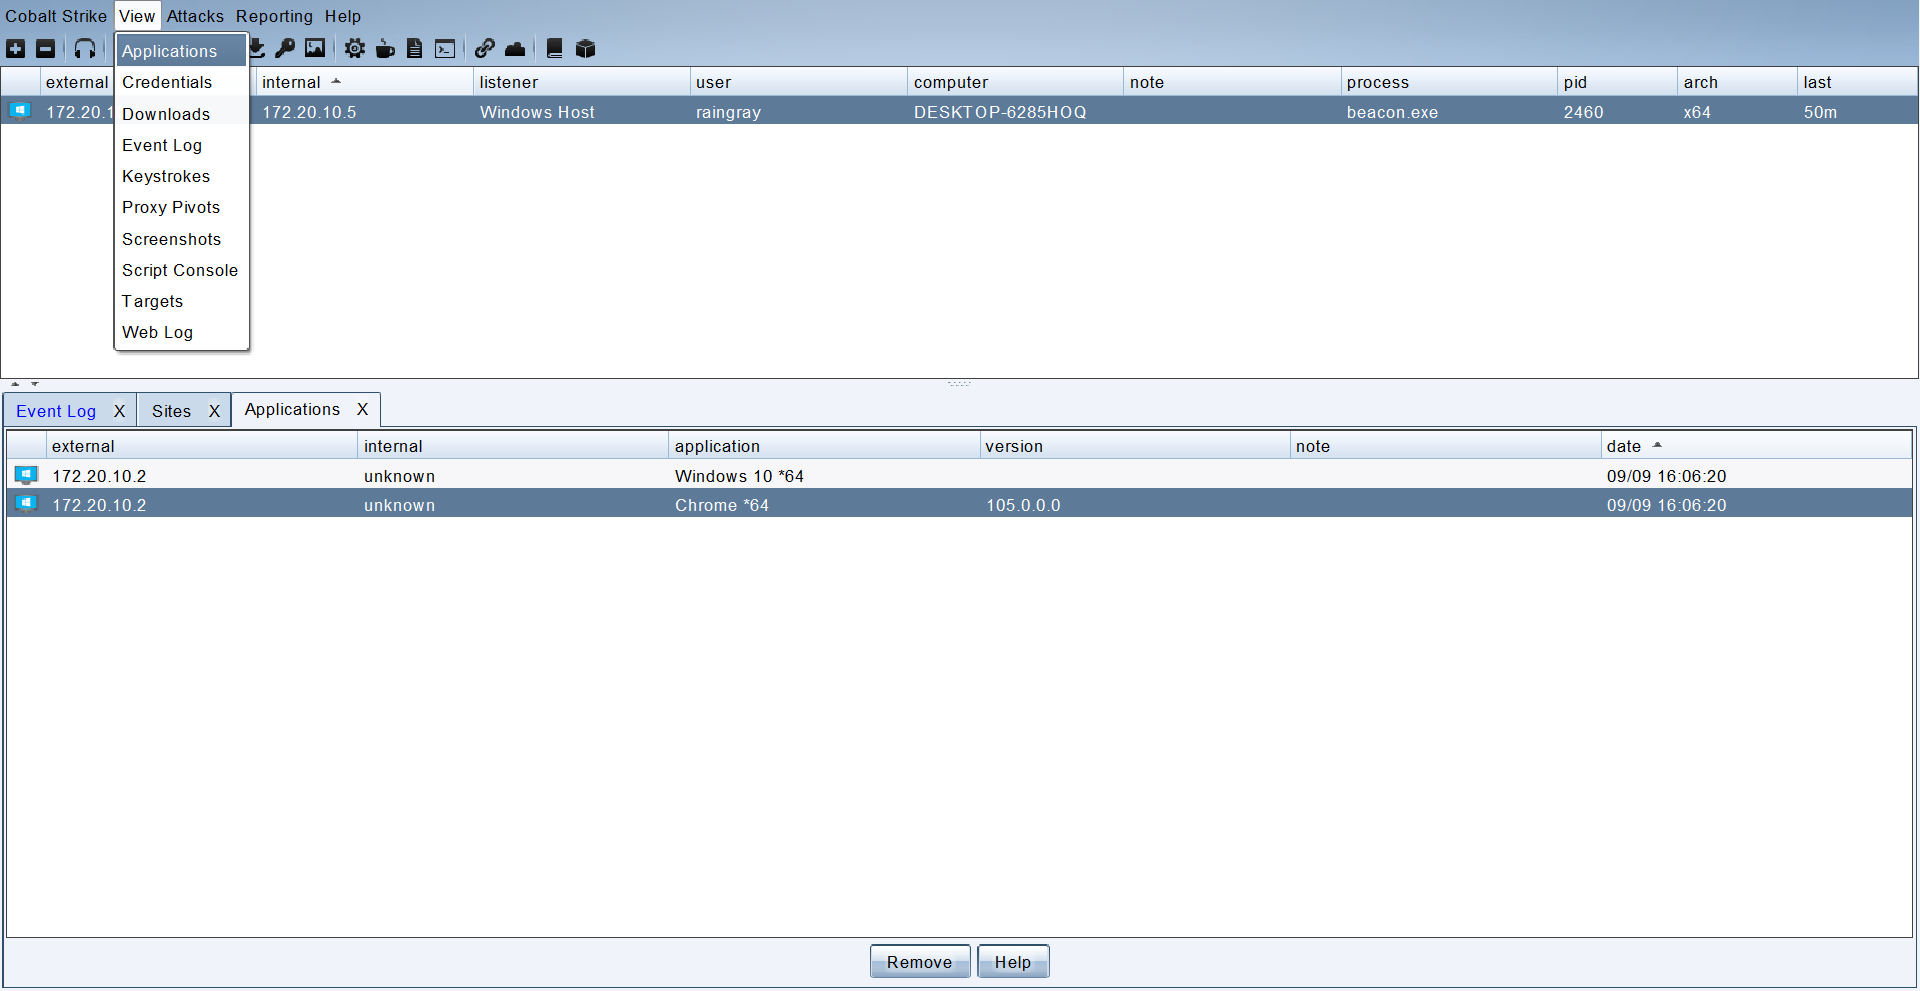 Cobalt Strike View Attacks Reporting Help
Applications
Credentials
Downloads
Event Log
Keystrokes
Proxy Pivots
Screenshots
Script Console
Targets
Web Log
external internal listener user computer note process pid arch last
172.20.1 172.20.10.5 Windows Host raingray DESKTOP-6285HOQ beacon.exe 2460 x64 50m
Event Log X Sites X Applications X
external internal application version note date
172.20.10.2 unknown Windows 10 *64 09/09 16:06:20
172.20.10.2 unknown Chrome *64 105.0.0.0 09/09 16:06:20
Remove Help